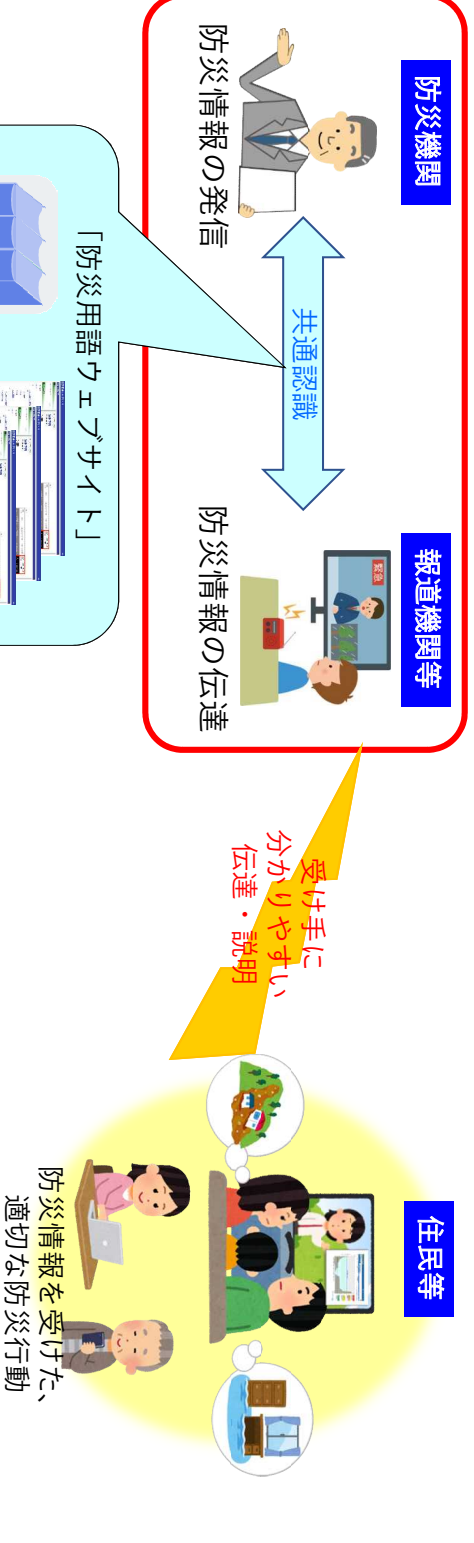 防災機関
防災情報の発信
共通認識
報道機関等
緊急
防災情報の伝達
「防災用語ウェブサイト」
受け手に
分かりやすい
伝達・説明
住民等
防災情報を受けた、
適切な防災行動